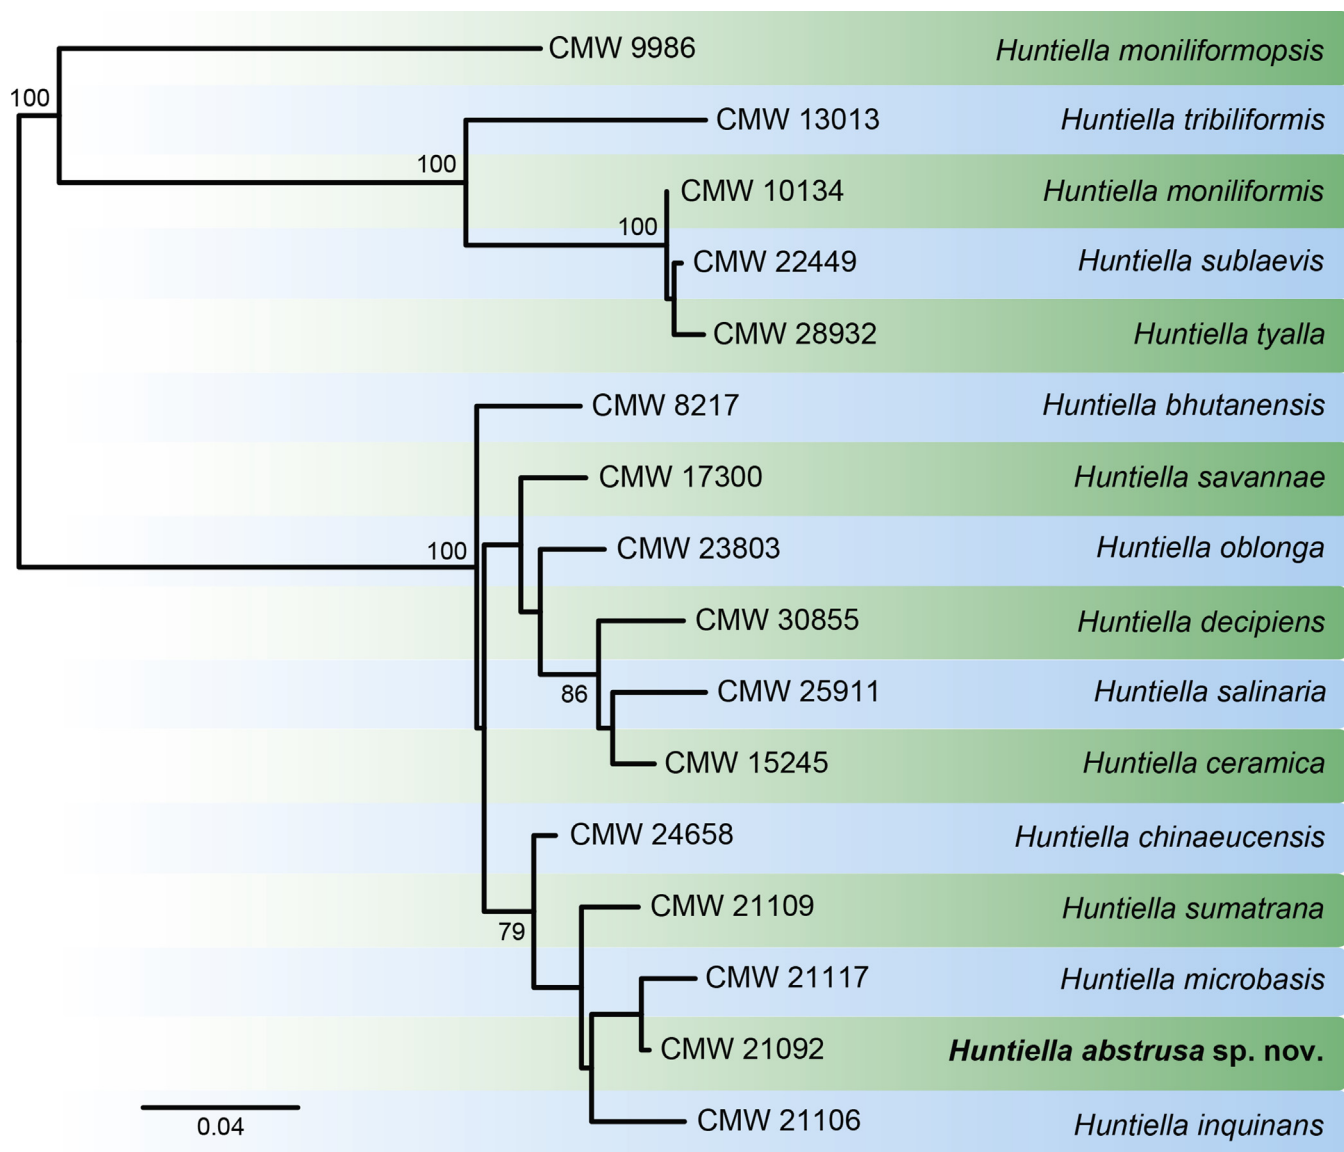 CMW 9986 Huntiella moniliformopsis
100
CMW 13013 Huntiella tribiliformis
100
CMW 10134 Huntiella moniliformis
100
CMW 22449 Huntiella sublaevis
CMW 28932 Huntiella tyalla
CMW 8217 Huntiella bhutanensis
CMW 17300 Huntiella savannae
100
CMW 23803 Huntiella oblonga
CMW 30855 Huntiella decipiens
86
CMW 25911 Huntiella salinaria
CMW 15245 Huntiella ceramica
CMW 24658 Huntiella chinaeucensis
CMW 21109 Huntiella sumatrana
79
CMW 21117 Huntiella microbasis
CMW 21092 Huntiella abstrusa sp. nov.
CMW 21106 Huntiella inquinans
0.04